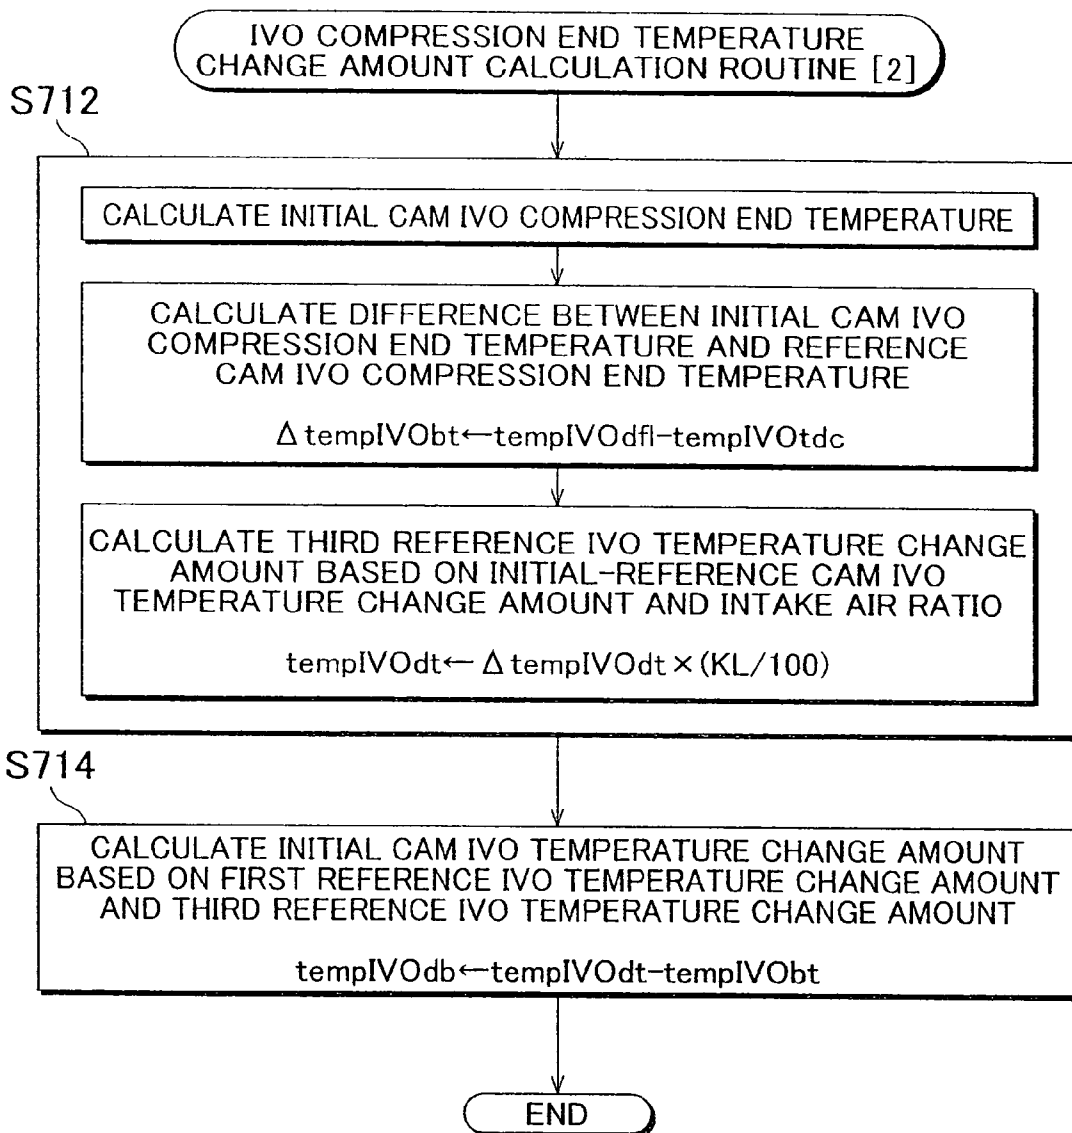 IVO COMPRESSION END TEMPERATURE
CHANGE AMOUNT CALCULATION ROUTINE [2]
S712
CALCULATE INITIAL CAM IVO COMPRESSION END TEMPERATURE
CALCULATE DIFFERENCE BETWEEN INITIAL CAM IVO
COMPRESSION END TEMPERATURE AND REFERENCE
CAM IVO COMPRESSION END TEMPERATURE
Δ tempIVObt←tempIVOdfl-tempIVOtdc
CALCULATE THIRD REFERENCE IVO TEMPERATURE CHANGE
AMOUNT BASED ON INITIAL-REFERENCE CAM IVO
TEMPERATURE CHANGE AMOUNT AND INTAKE AIR RATIO
tempIVOdt← Δ tempIVOdt×(KL/100)
S714
CALCULATE INITIAL CAM IVO TEMPERATURE CHANGE AMOUNT
BASED ON FIRST REFERENCE IVO TEMPERATURE CHANGE AMOUNT
AND THIRD REFERENCE IVO TEMPERATURE CHANGE AMOUNT
tempIVOdb←tempIVOdt-tempIVObt
END